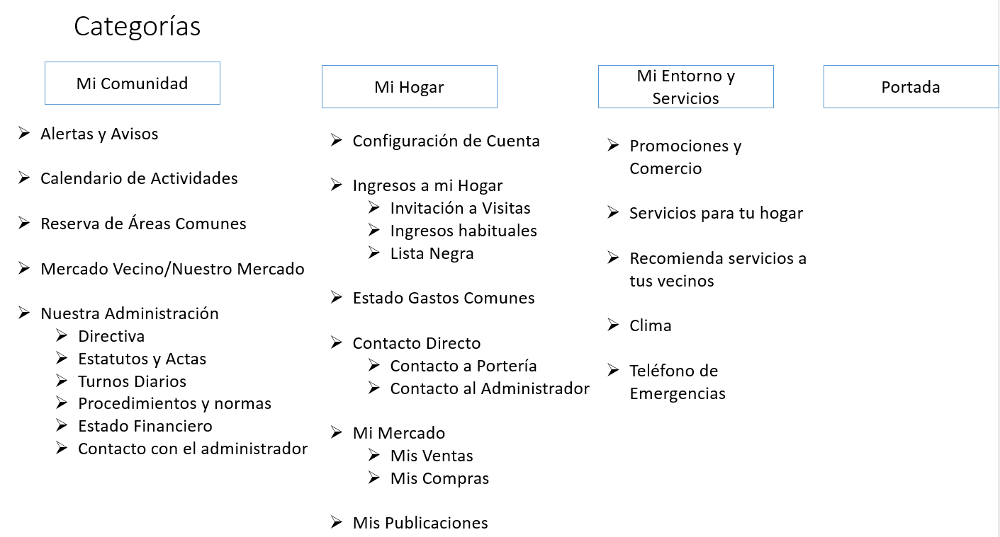 Categorías
Mi Comunidad
Alertas y Avisos
Calendario de Actividades
Reserva de Áreas Comunes
Mercado Vecino/Nuestro Mercado
Nuestra Administración
Directiva
Estatutos y Actas
Turnos Diarios
Procedimientos y normas
Estado Financiero
Contacto con el administrador
Mi Hogar
Configuración de Cuenta
Ingresos a mi Hogar
Invitación a Visitas
Ingresos habituales
Lista Negra
Estado Gastos Comunes
Contacto Directo
Contacto a Portería
Contacto al Administrador
Mi Mercado
Mis Ventas
Mis Compras
Mis Publicaciones
Mi Entorno y
Servicios
Promociones y
Comercio
Servicios para tu hogar
Recomienda servicios a
tus vecinos
Clima
Teléfono de
Emergencias
Portada